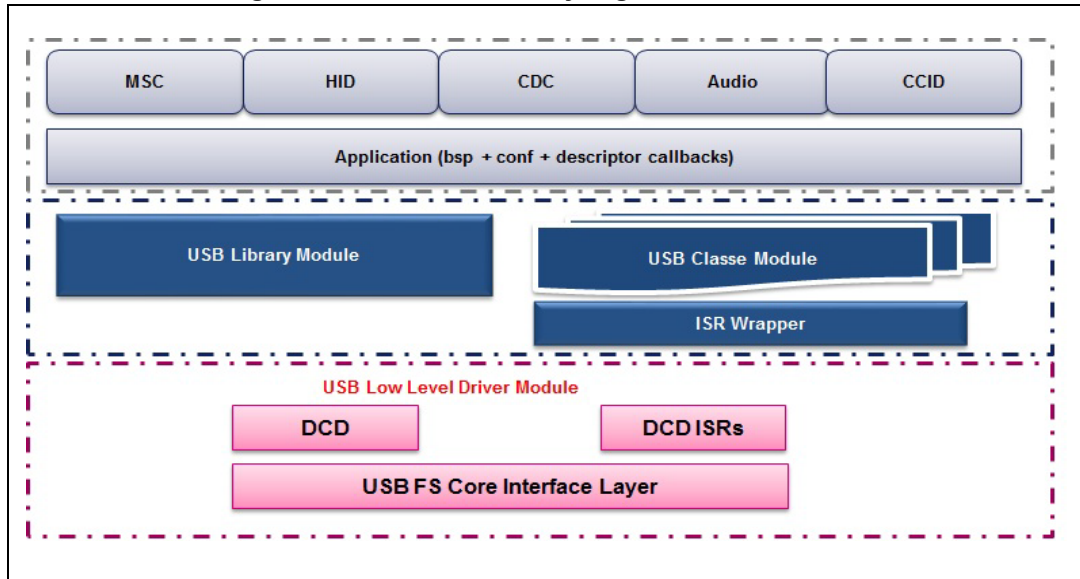 MSC
HID
CDC
Audio
CCID
Application (bsp + conf + descriptor callbacks)
USB Library Module
USB Classe Module
ISR Wrapper
USB Low Level Driver Module
DCD
DCD ISRs
USB FS Core Interface Layer